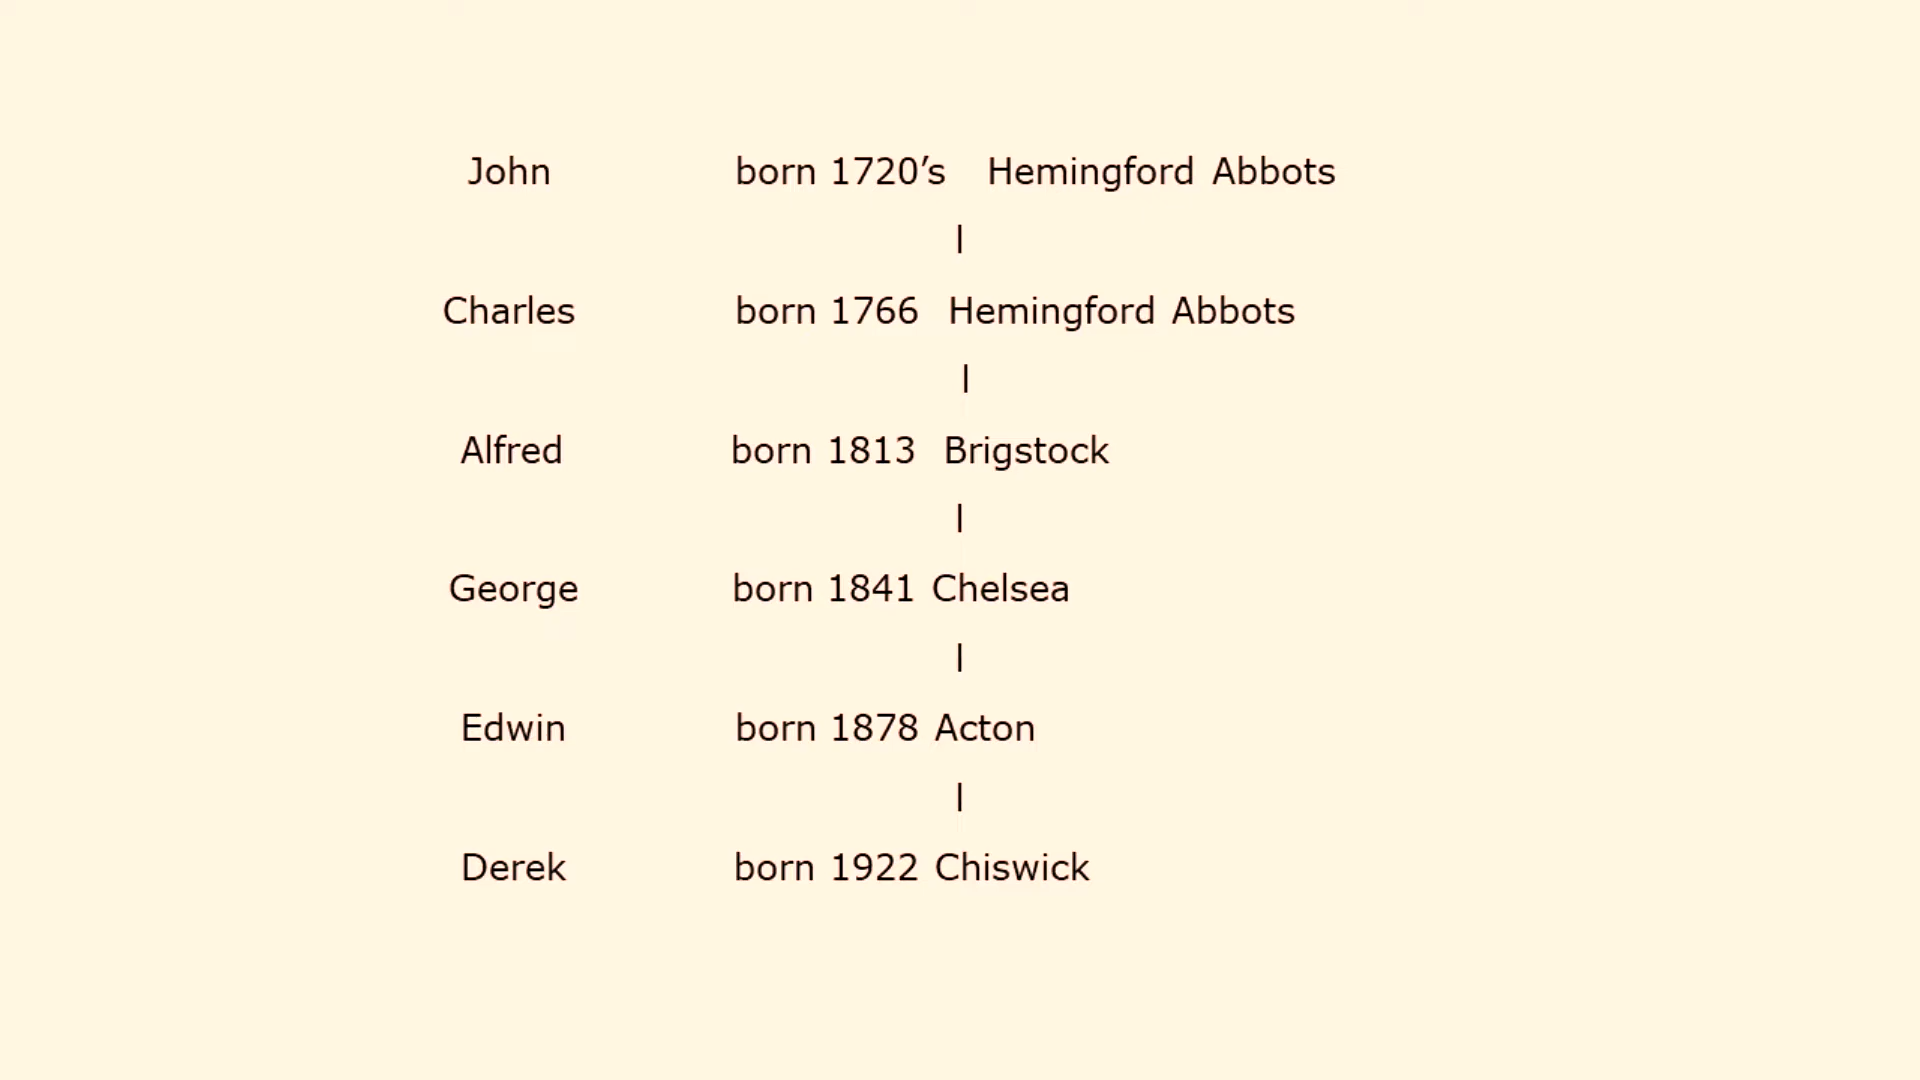 John born 1720’s Hemingford Abbots
|
Charles born 1766 Hemingford Abbots
|
Alfred born 1813 Brigstock
|
George born 1841 Chelsea
|
Edwin born 1878 Acton
|
Derek born 1922 Chiswick